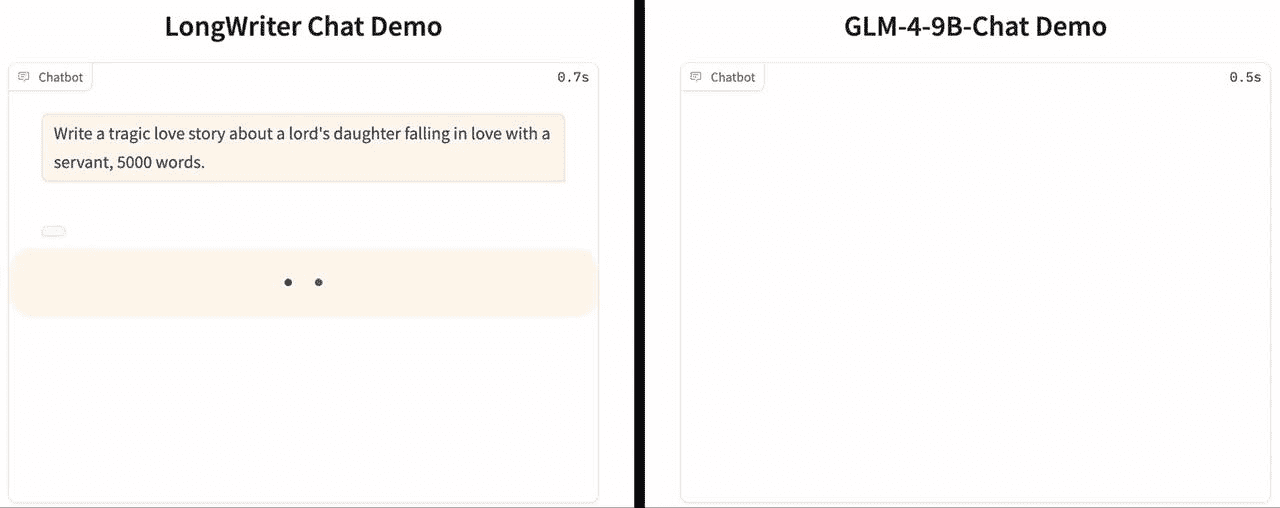 LongWriter Chat Demo
Chatbot
0.7s
Write a tragic love story about a lord's daughter falling in love with a
servant, 5000 words.
GLM-4-9B-Chat Demo
Chatbot
0.5s